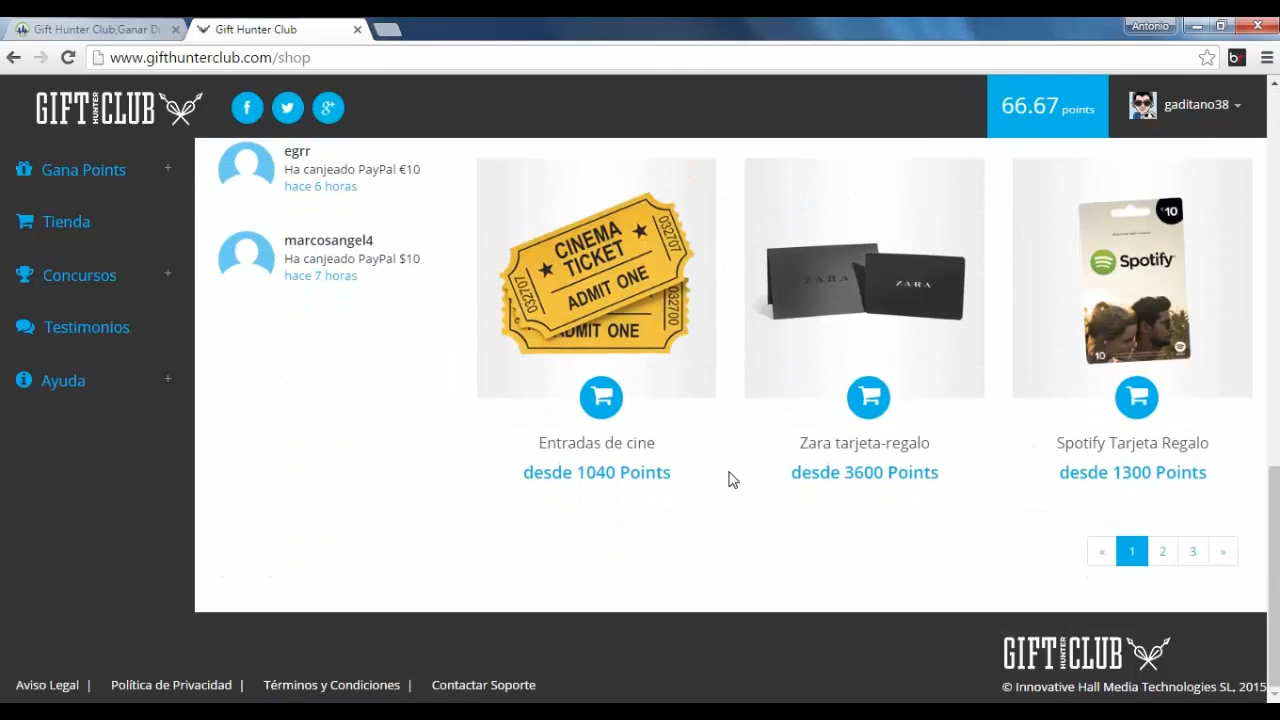 Gift Hunter Club,Ganar D
Gift Hunter Club
Antonio
www.gifthunterclub.com/shop
GIFT HUNTER CLUB
66.67 points
gaditano38
Gana Points +
Tienda
Concursos +
Testimonios
Ayuda +
egrr
Ha canjeado PayPal €10
hace 6 horas
marcosangel4
Ha canjeado PayPal $10
hace 7 horas
CINEMA
TICKET
ADMIT ONE
032707
032707
ADMIT ONE
032700
Entradas de cine
desde 1040 Points
ZARA
ZARA
Zara tarjeta-regalo
desde 3600 Points
€10
Spotify
10
Spotify Tarjeta Regalo
desde 1300 Points
« 1 2 3 »
GIFT HUNTER CLUB
Aviso Legal | Política de Privacidad | Términos y Condiciones | Contactar Soporte
© Innovative Hall Media Technologies SL, 2015